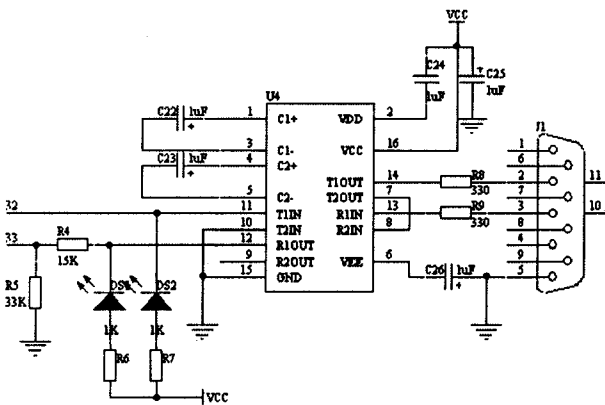 VCC
C24
1uF
C25
1uF
U4
C22 1uF
C23 1uF
1 C1+
3 C1-
4 C2+
5 C2-
11 T1IN
10 T2IN
12 R1OUT
9 R2OUT
15 GND
VDD 2
VCC 16
T1OUT 14
T2OUT 7
R1IN 13
R2IN 8
VEE 6
R8
330
R9
330
C26 1uF
J1
1
6
2
7
3
8
4
9
5
11
10
32
33
R4
15K
R5
33K
DS2
1K
1K
R6
R7
VCC